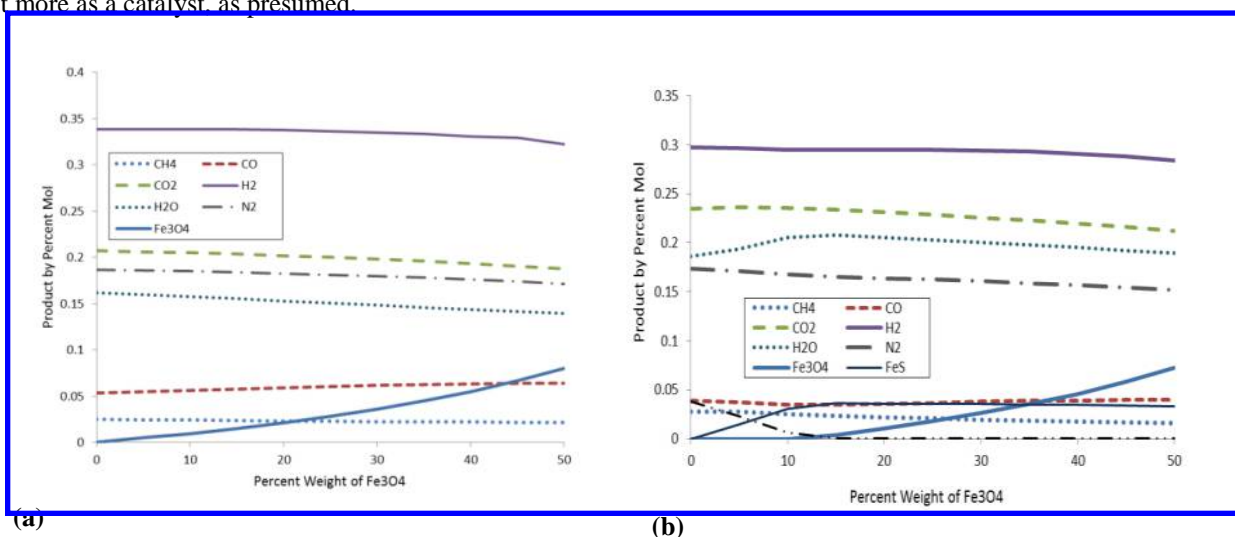 t more as a catalyst, as presumed.
0.4
0.35
0.3
0.25
0.2
0.15
0.1
0.05
0
Product by Percent Mol
CH4 CO
CO2 H2
H2O N2
Fe3O4
0 10 20 30 40 50
Percent Weight of Fe3O4
(a)
0.35
0.3
0.25
0.2
0.15
0.1
0.05
0
Product by Percent Mol
CH4 CO
CO2 H2
H2O N2
Fe3O4 FeS
0 10 20 30 40 50
Percent Weight of Fe3O4
(b)